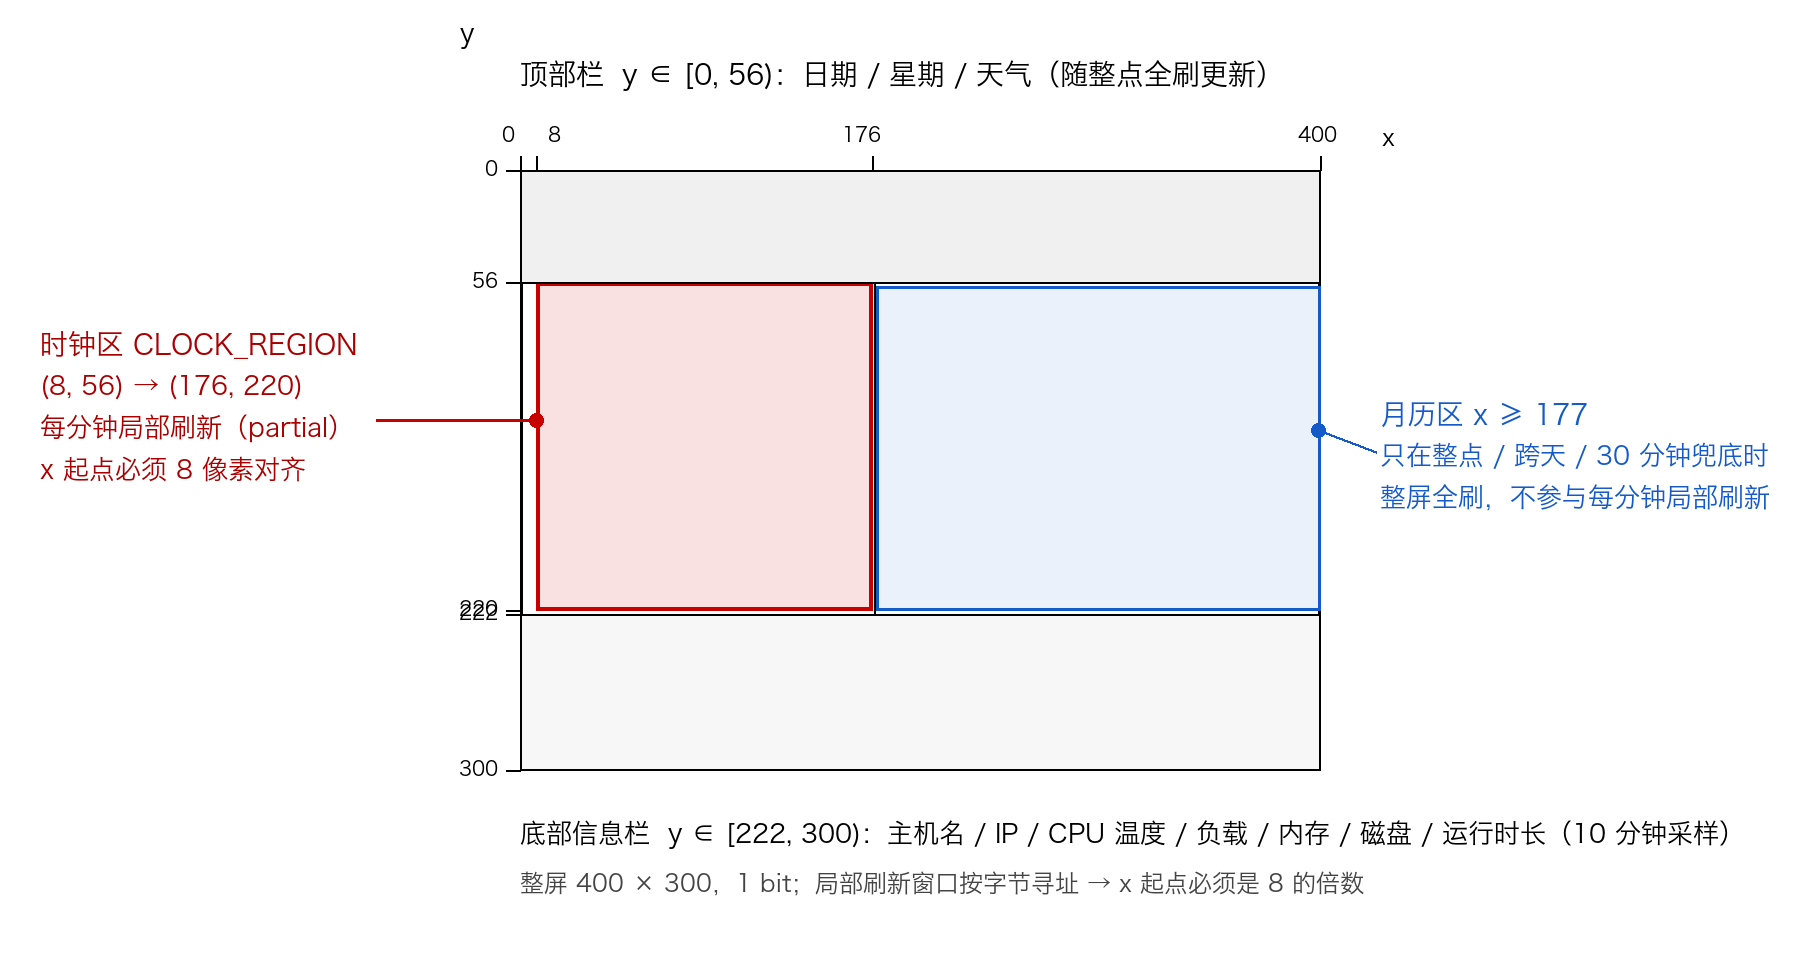 y
顶部栏 y ∈ [0, 56)：日期 / 星期 / 天气（随整点全刷更新）
0 8 176 400 x
0
56
时钟区 CLOCK_REGION
(8, 56) → (176, 220)
每分钟局部刷新（partial）
x 起点必须 8 像素对齐
月历区 x ⩾ 177
只在整点 / 跨天 / 30 分钟兜底时
整屏全刷，不参与每分钟局部刷新
220
222
300
底部信息栏 y ∈ [222, 300)：主机名 / IP / CPU 温度 / 负载 / 内存 / 磁盘 / 运行时长（10 分钟采样）
整屏 400 × 300，1 bit；局部刷新窗口按字节寻址 → x 起点必须是 8 的倍数